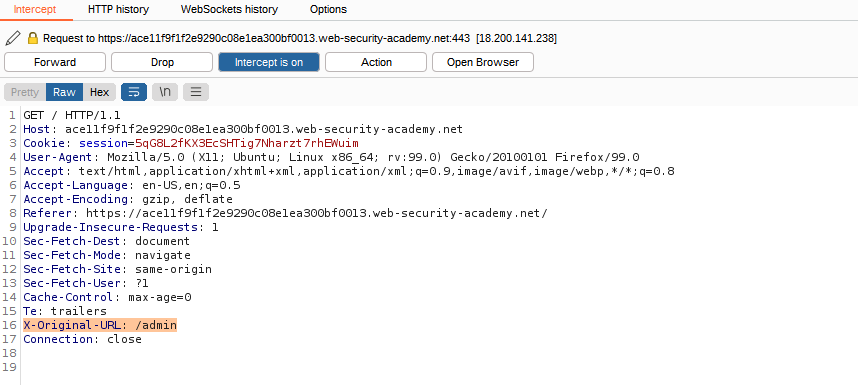 Intercept HTTP history WebSockets history Options
Request to https://ace11f9f1f2e9290c08e1ea300bf0013.web-security-academy.net:443 [18.200.141.238]
Forward Drop Intercept is on Action Open Browser
Pretty Raw Hex \n
1 GET / HTTP/1.1
2 Host: ace11f9f1f2e9290c08e1ea300bf0013.web-security-academy.net
3 Cookie: session=5qG8L2fKX3EcSHTig7Nharzt7rhEWuim
4 User-Agent: Mozilla/5.0 (X11; Ubuntu; Linux x86_64; rv:99.0) Gecko/20100101 Firefox/99.0
5 Accept: text/html,application/xhtml+xml,application/xml;q=0.9,image/avif,image/webp,*/*;q=0.8
6 Accept-Language: en-US,en;q=0.5
7 Accept-Encoding: gzip, deflate
8 Referer: https://ace11f9f1f2e9290c08e1ea300bf0013.web-security-academy.net/
9 Upgrade-Insecure-Requests: 1
10 Sec-Fetch-Dest: document
11 Sec-Fetch-Mode: navigate
12 Sec-Fetch-Site: same-origin
13 Sec-Fetch-User: ?1
14 Cache-Control: max-age=0
15 Te: trailers
16 X-Original-URL: /admin
17 Connection: close
18
19